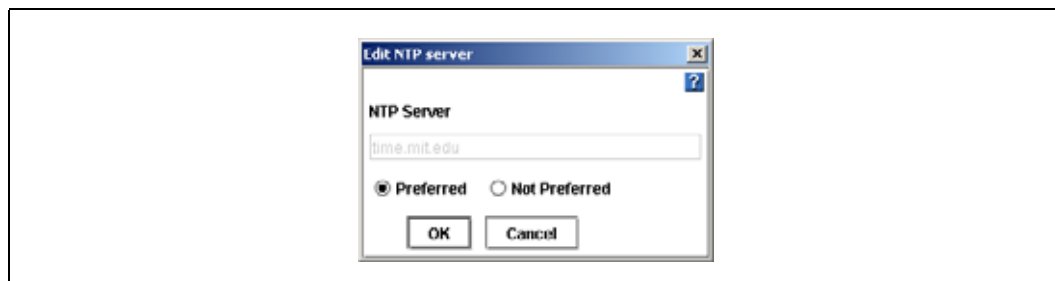 Edit NTP server
?
NTP Server
time.mit.edu
Preferred Not Preferred
OK Cancel